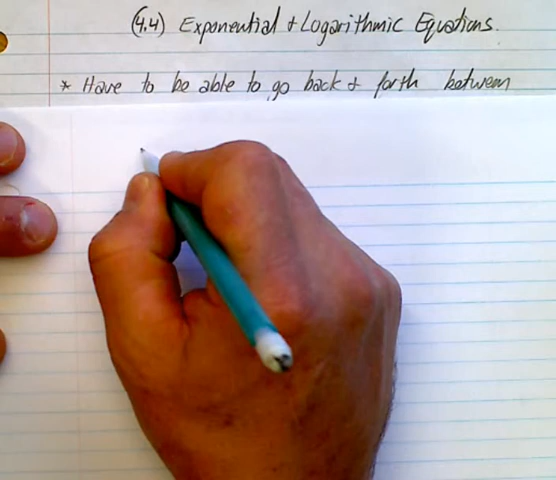 (4.4) Exponential + Logarithmic Equations.
* Have to be able to go back + forth between